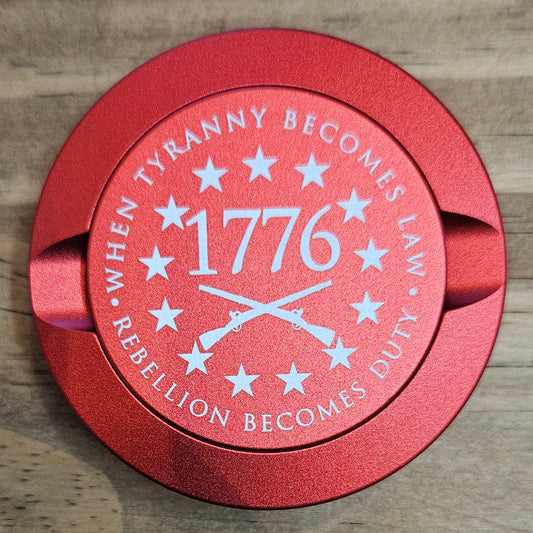 WHEN TYRANNY BECOMES LAW
1776
REBELLION BECOMES DUTY